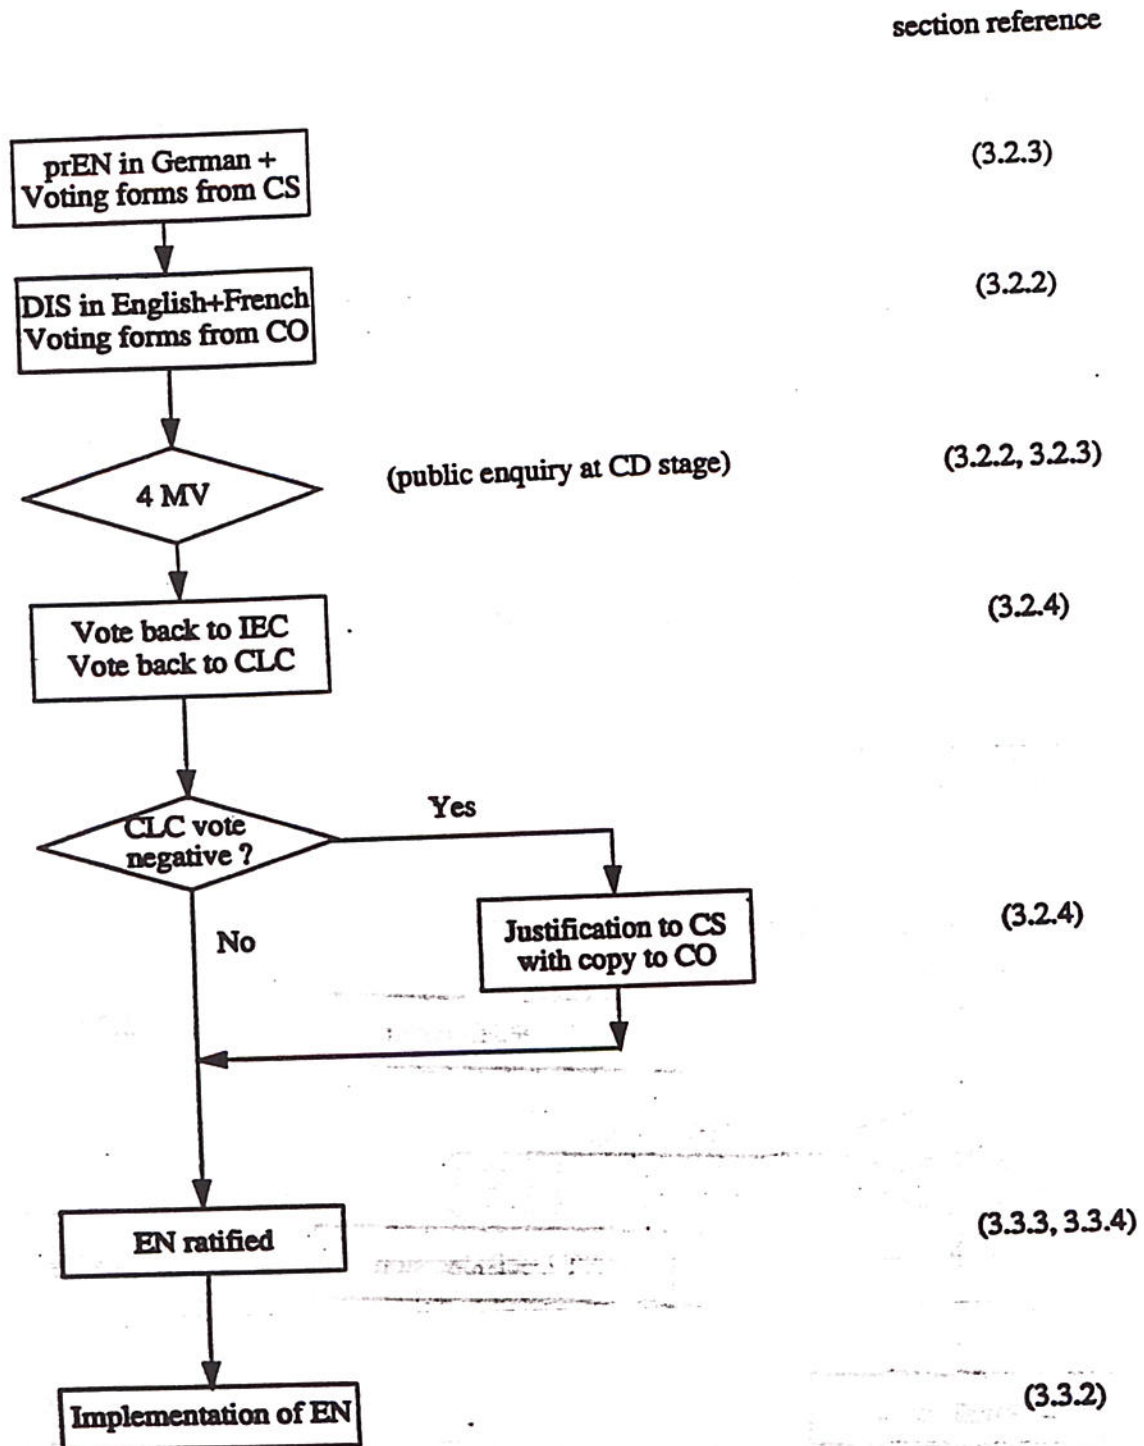 section reference
prEN in German +
Voting forms from CS
(3.2.3)
DIS in English+French
Voting forms from CO
(3.2.2)
4 MV
(public enquiry at CD stage)
(3.2.2, 3.2.3)
Vote back to IEC
Vote back to CLC
(3.2.4)
CLC vote
negative ?
Yes
No
Justification to CS
with copy to CO
(3.2.4)
EN ratified
(3.3.3, 3.3.4)
Implementation of EN
(3.3.2)